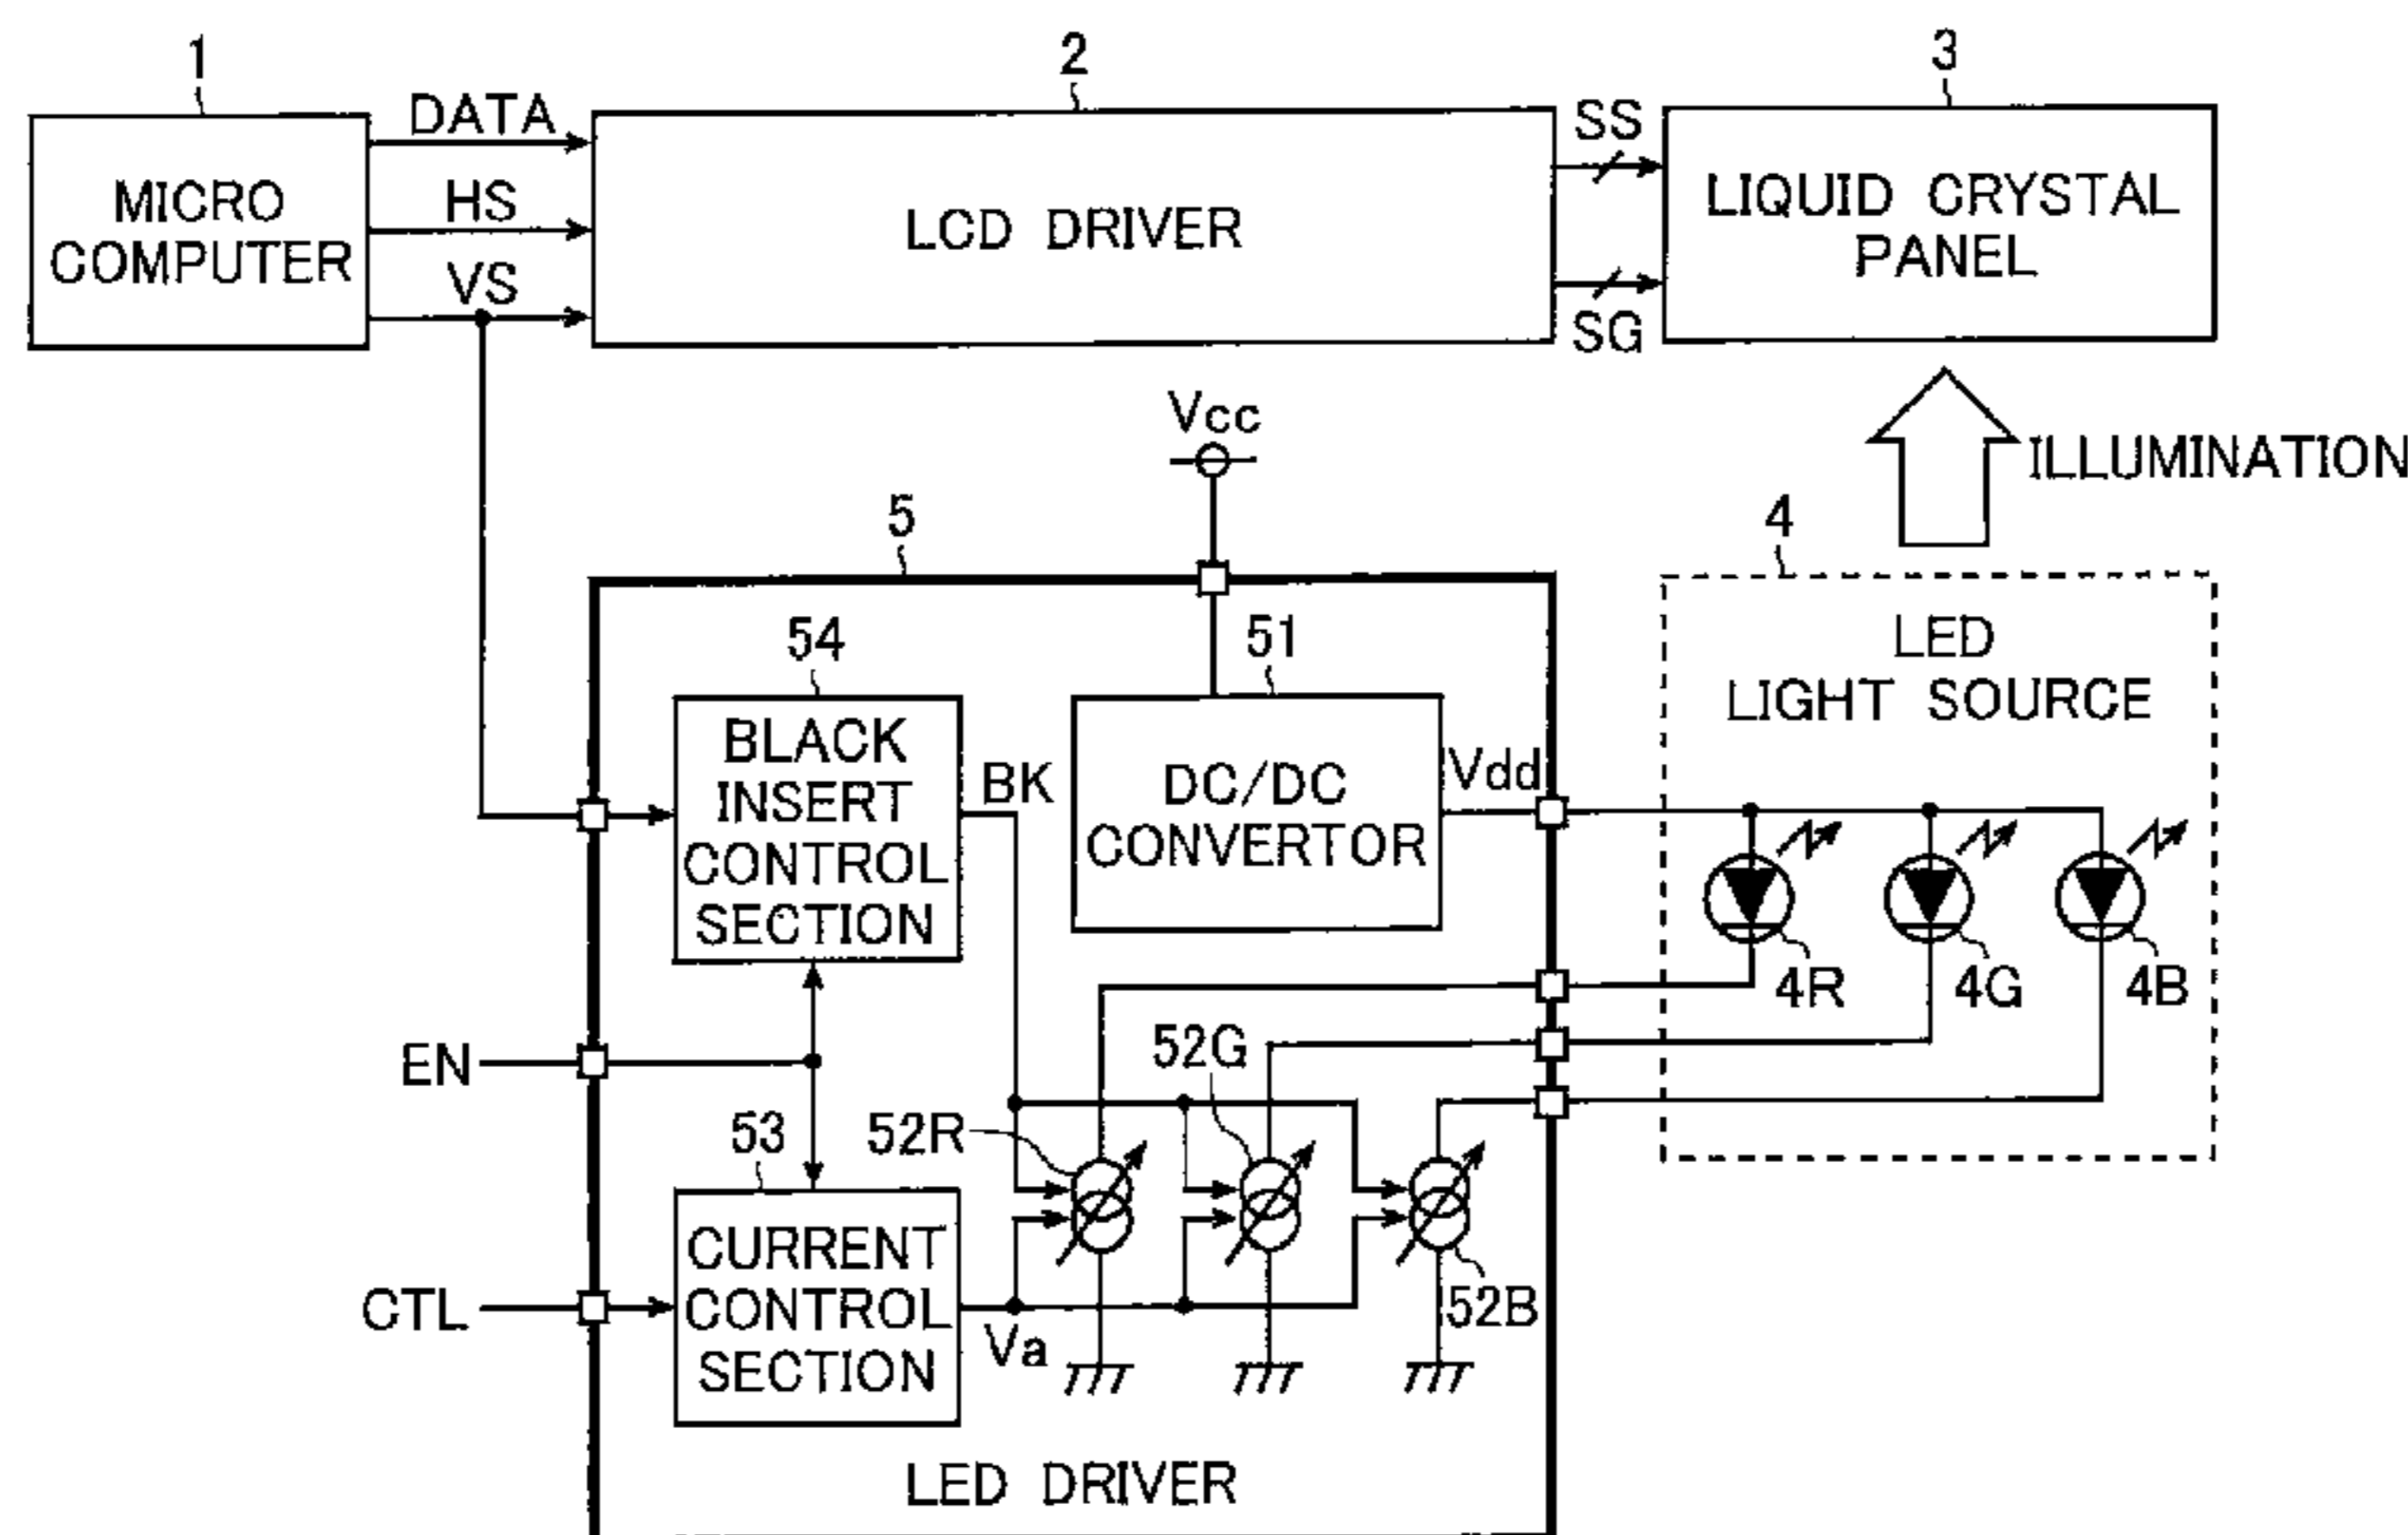 1
2
3
DATA
HS
VS
MICRO
COMPUTER
LCD DRIVER
SS
SG
LIQUID CRYSTAL
PANEL
Vcc
ILLUMINATION
5
4
54
51
BLACK
INSERT
CONTROL
SECTION
BK
DC/DC
CONVERTOR
Vdd
LED
LIGHT SOURCE
4R
4G
4B
EN
52G
53
52R
CURRENT
CONTROL
SECTION
CTL
Va
52B
LED DRIVER